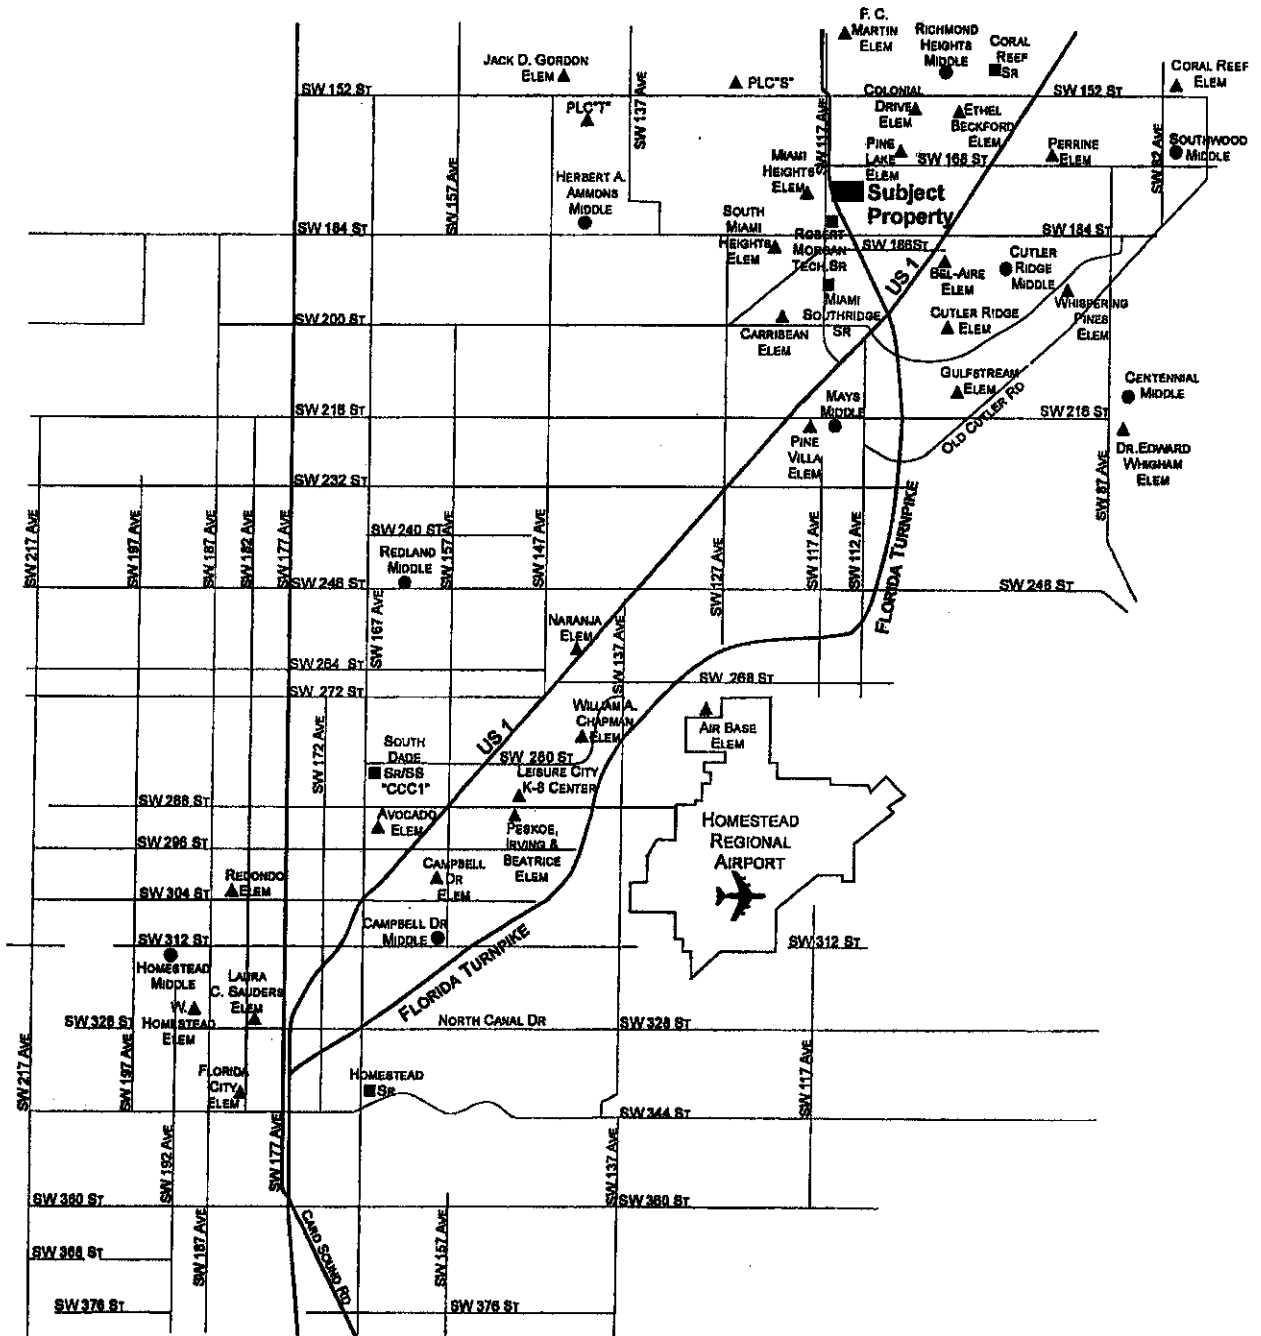 F. C.
MARTIN
ELEM
RICHMOND
HEIGHTS
MIDDLE
CORAL
REEF
SR
JACK D. GORDON
ELEM
CORAL REEF
ELEM
PLC"S"
SW 152 ST
SW 152 ST
PLC"T"
SW 137 AVE
SW 117 AVE
COLONIAL
DRIVE
ELEM
ETHEL
BECKFORD
ELEM
PINE
LAKE
ELEM
SW 168 ST
PERRINE
ELEM
SW 82 AVE
SOUTHWOOD
MIDDLE
MIAMI
HEIGHTS
ELEM
SW 157 AVE
HERBERT A.
AMMONS
MIDDLE
Subject
Property
SOUTH
MIAMI
HEIGHTS
ELEM
SW 184 ST
SW 184 ST
ROBERT
MORGAN
TECH.SR
SW 186ST
US 1
BEL-AIRE
ELEM
CUTLER
RIDGE
MIDDLE
WHISPERING
PINES
ELEM
MIAMI
SOUTHRIDGE
SR
SW 200 ST
CARRIBEAN
ELEM
CUTLER RIDGE
ELEM
GULFSTREAM
ELEM
OLD CUTLER RD
CENTENNIAL
MIDDLE
MAYS
MIDDLE
SW 216 ST
SW 216 ST
PINE
VILLA
ELEM
DR.EDWARD
WHIGHAM
ELEM
SW 87 AVE
SW 232 ST
FLORIDA TURNPIKE
SW 217 AVE
SW 197 AVE
SW 187 AVE
SW 182 AVE
SW 177 AVE
SW 240 ST
SW 157 AVE
SW 147 AVE
SW 127 AVE
SW 117 AVE
SW 112 AVE
REDLAND
MIDDLE
SW 248 ST
SW 248 ST
SW 167 AVE
NARANJA
ELEM
SW 137 AVE
SW 264 ST
SW 268 ST
SW 272 ST
WILLIAM A.
CHAPMAN
ELEM
AIR BASE
ELEM
SW 172 AVE
US 1
SOUTH
DADE
SR/SS
"CCC1"
SW 280 ST
LEISURE CITY
K-8 CENTER
SW 288 ST
AVOCADO
ELEM
PESKOE,
IRVING &
BEATRICE
ELEM
HOMESTEAD
REGIONAL
AIRPORT
SW 296 ST
REDONDO
ELEM
CAMPBELL
DR
ELEM
SW 304 ST
CAMPBELL DR
MIDDLE
SW 312 ST
SW 312 ST
HOMESTEAD
MIDDLE
LAURA
C. SAUDERS
ELEM
FLORIDA TURNPIKE
W.
HOMESTEAD
ELEM
SW 328 ST
NORTH CANAL DR
SW 328 ST
SW 217 AVE
SW 197 AVE
FLORIDA
CITY
ELEM
HOMESTEAD
SR
SW 117 AVE
SW 344 ST
SW 192 AVE
SW 177 AVE
SW 137 AVE
SW 360 ST
SW 360 ST
SW 187 AVE
CARD SOUND RD
SW 157 AVE
SW 368 ST
SW 376 ST
SW 376 ST